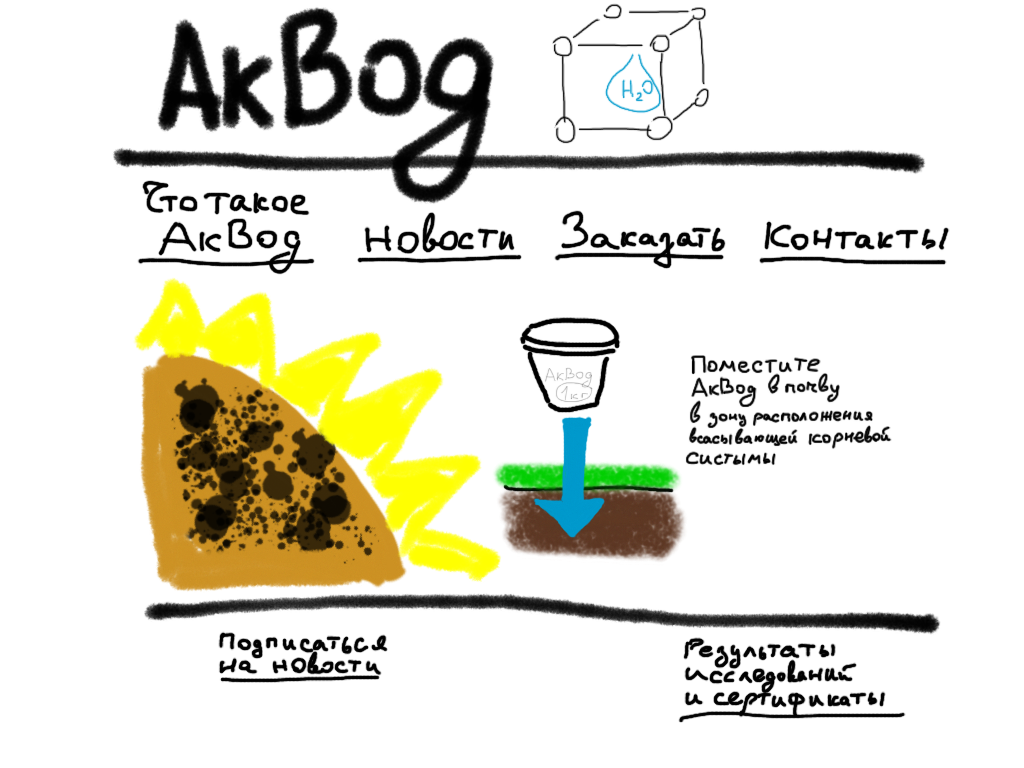 АкВод
H₂O
Что такое
АкВод
Новости
Заказать
Контакты
АкВод
1кг
Поместите
АкВод в почву
в зону расположения
всасывающей корневой
систымы
Подписаться
на новости
Результаты
исследований
и сертификаты